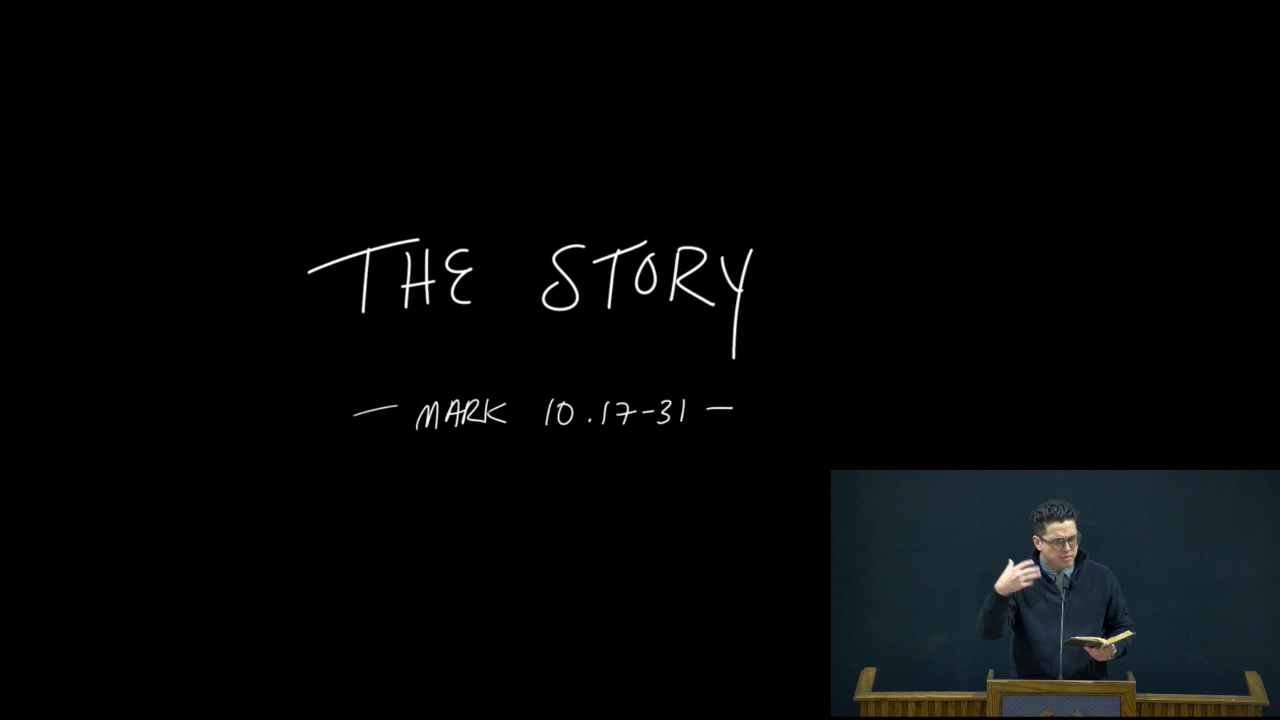 THE STORY
— MARK 10.17-31 —